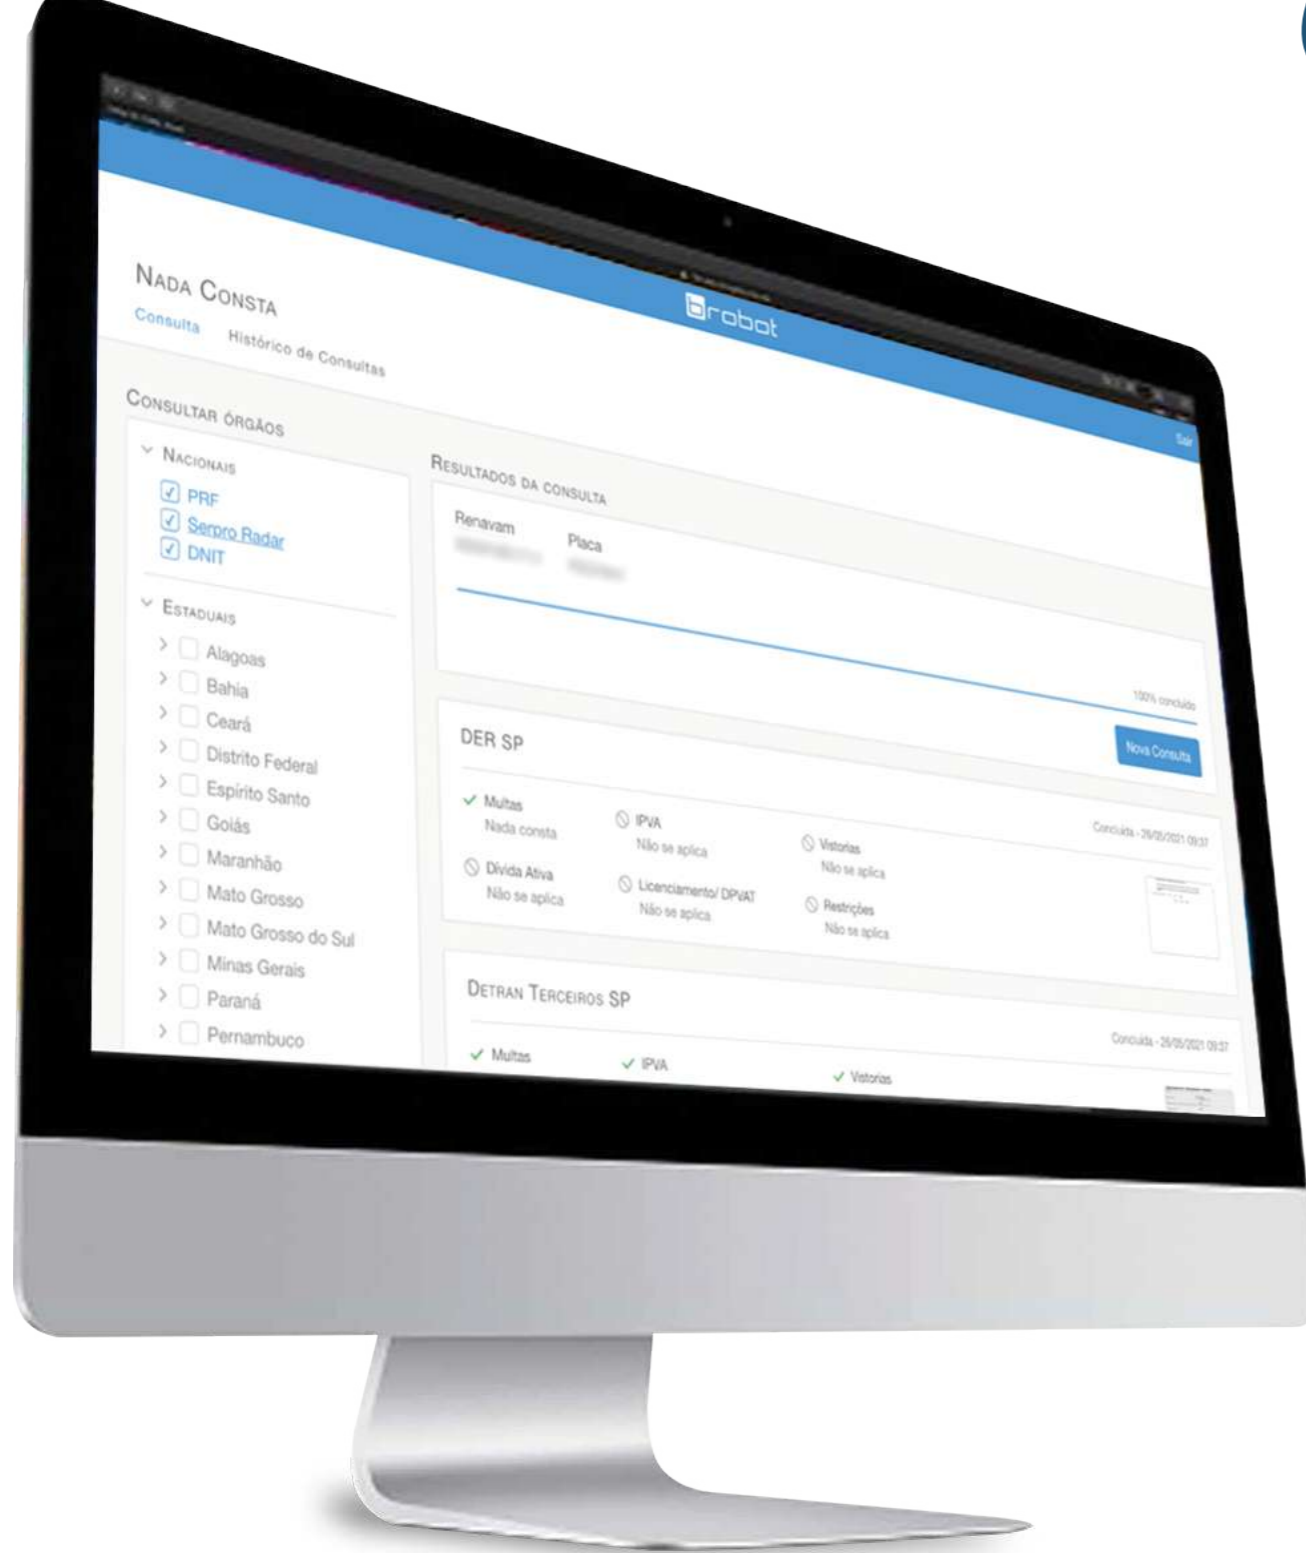 brobot
Sair
NADA CONSTA
Consulta Histórico de Consultas
CONSULTAR ÓRGÃOS
NACIONAIS
PRF
Serpro Radar
DNIT
ESTADUAIS
Alagoas
Bahia
Ceará
Distrito Federal
Espírito Santo
Goiás
Maranhão
Mato Grosso
Mato Grosso do Sul
Minas Gerais
Paraná
Pernambuco
RESULTADOS DA CONSULTA
Renavam Placa
100% concluído
Nova Consulta
DER SP
Concluída - 26/05/2021 09:37
Multas IPVA Vistorias
Nada consta Não se aplica Não se aplica
Dívida Ativa Licenciamento/ DPVAT Restrições
Não se aplica Não se aplica Não se aplica
DETRAN TERCEIROS SP
Concluída - 26/05/2021 09:37
Multas IPVA Vistorias